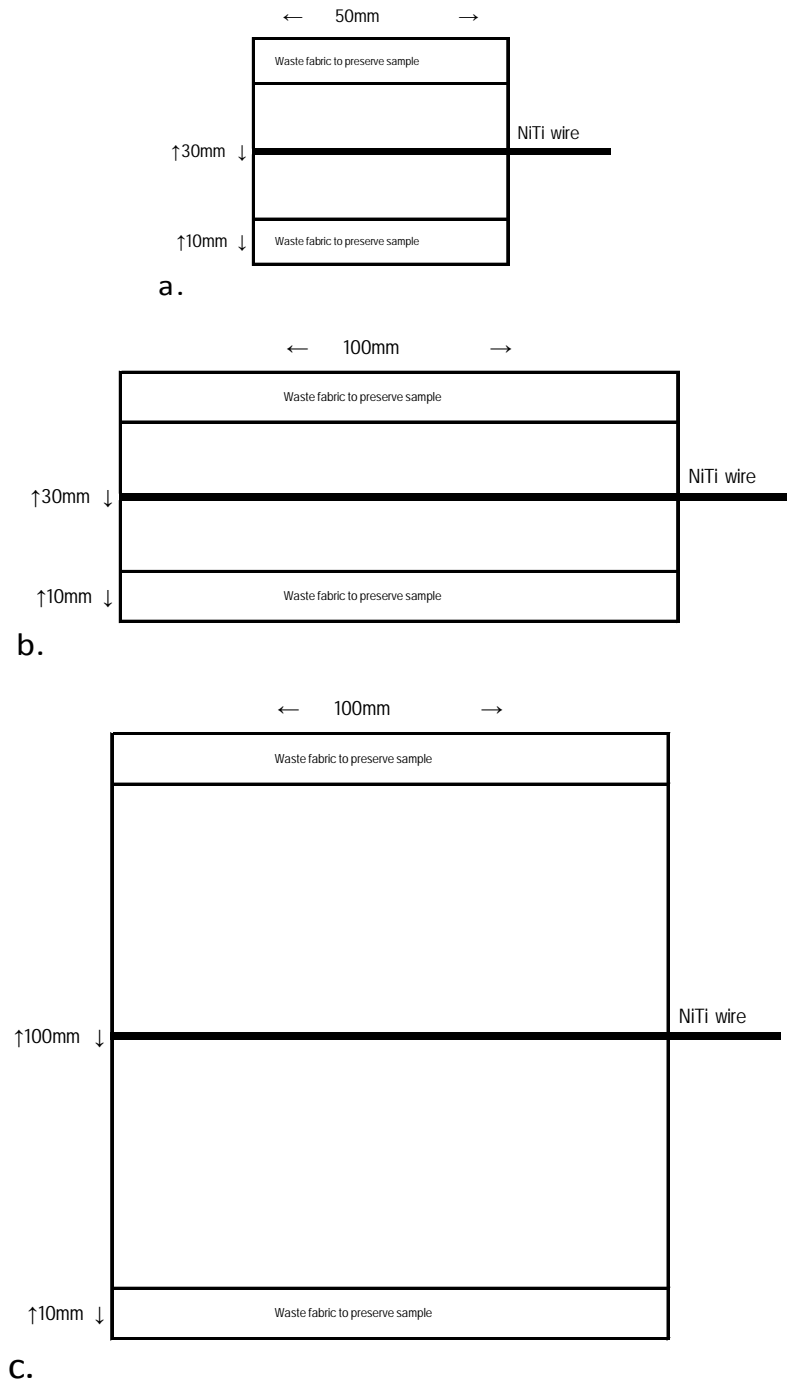 ← 50mm →
Waste fabric to preserve sample
NiTi wire
↑30mm ↓
↑10mm ↓ Waste fabric to preserve sample
a.
← 100mm →
Waste fabric to preserve sample
NiTi wire
↑30mm ↓
↑10mm ↓ Waste fabric to preserve sample
b.
← 100mm →
Waste fabric to preserve sample
NiTi wire
↑100mm ↓
↑10mm ↓ Waste fabric to preserve sample
c.